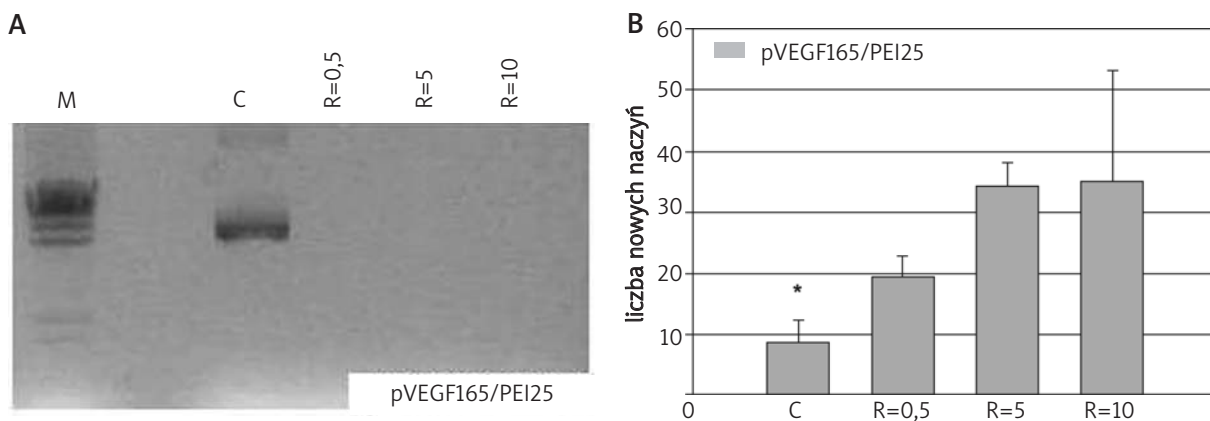 A
M
C
R=0,5
R=5
R=10
pVEGF165/PEI25
B
liczba nowych naczyń
60
50
40
30
20
10
0
pVEGF165/PEI25
*
C
R=0,5
R=5
R=10